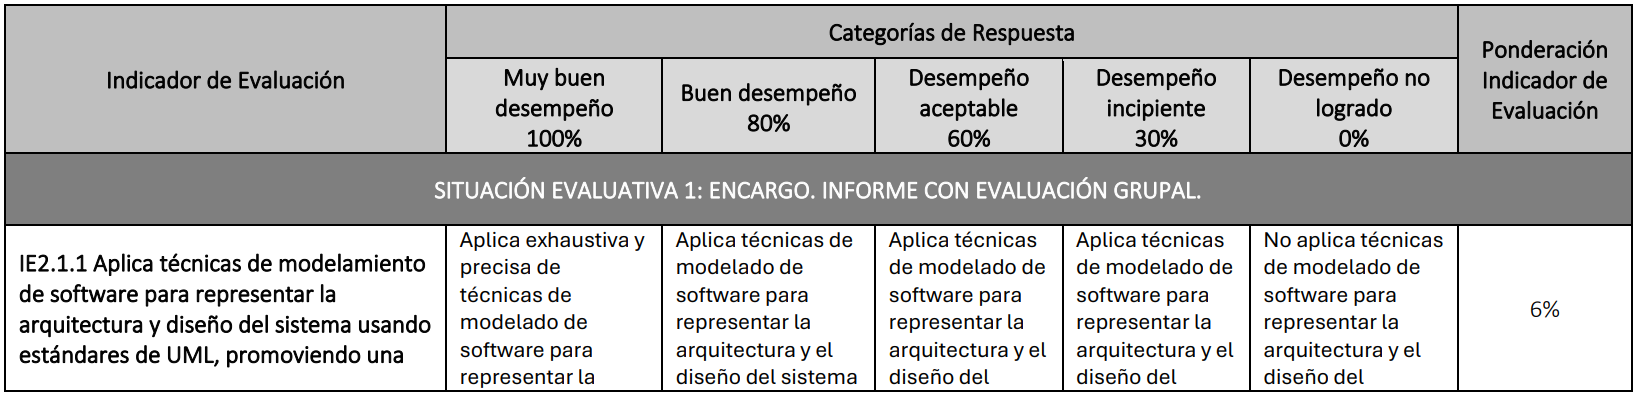 Indicador de Evaluación
Categorías de Respuesta
Ponderación
Indicador de
Evaluación
Muy buen
desempeño
100%
Buen desempeño
80%
Desempeño
aceptable
60%
Desempeño
incipiente
30%
Desempeño no
logrado
0%
SITUACIÓN EVALUATIVA 1: ENCARGO. INFORME CON EVALUACIÓN GRUPAL.
IE2.1.1 Aplica técnicas de modelamiento
de software para representar la
arquitectura y diseño del sistema usando
estándares de UML, promoviendo una
Aplica exhaustiva y
precisa de
técnicas de
modelado de
software para
representar la
Aplica técnicas de
modelado de
software para
representar la
arquitectura y el
diseño del sistema
Aplica técnicas
de modelado de
software para
representar la
arquitectura y el
diseño del
Aplica técnicas
de modelado de
software para
representar la
arquitectura y el
diseño del
No aplica técnicas
de modelado de
software para
representar la
arquitectura y el
diseño del
6%